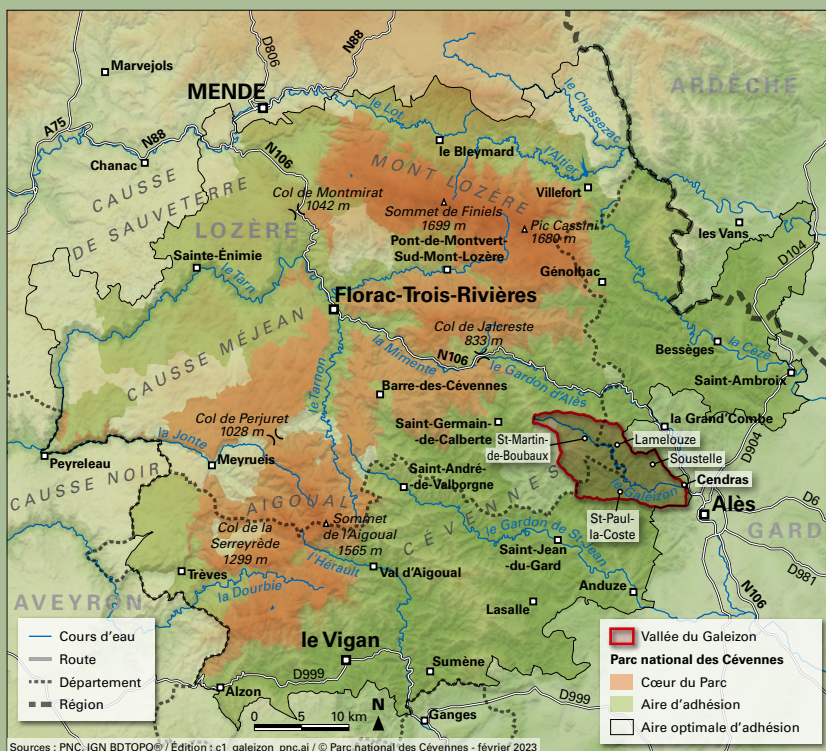 Marvejols
D806
N88
ARDÈCHE
MENDE
le Chassezac
A75
N88
le Lot
Chanac
N106
le Bleymard
l'Altier
MONT LOZÈRE
CAUSSE
DE SAUVETERRE
Col de Montmirat
1042 m
Villefort
Sommet de Finiels
1699 m
Pic Cassini
1680 m
les Vans
LOZÈRE
Pont-de-Montvert-
Sud-Mont-Lozère
D104
Sainte-Énimie
le Tarn
Génolhac
Florac-Trois-Rivières
Col de Jalcreste
833 m
la Mimente
N106
le Gardon d'Alès
Bessèges
la Cèze
CAUSSE MÉJEAN
le Tarnon
Barre-des-Cévennes
Saint-Ambroix
Col de Perjuret
1028 m
Saint-Germain-
-de-Calberte
la Grand'Combe
D904
St-Martin-
de-Boubaux
Lamelouze
la Jonte
Peyreleau
Meyrueis
Soustelle
CAUSSE NOIR
Saint-André-
-de-Valborgne
le Galeizon
Cendras
AIGOUAL
CÉVENNES
Alès
D6
Col de la
Serreyrède
1299 m
Sommet
de l'Aigoual
1565 m
St-Paul-
la-Coste
le Gardon de St-Jean
GARD
Saint-Jean
-du-Gard
D981
Trèves
l'Hérault
Val d'Aigoual
la Dourbie
Anduze
N106
AVEYRON
Lasalle
le Vigan
Sumène
D999
Alzon
D999
Ganges
Cours d'eau
Route
Département
Région
0 5 10 km
N
Vallée du Galeizon
Parc national des Cévennes
Cœur du Parc
Aire d'adhésion
Aire optimale d'adhésion
Sources : PNC, IGN BDTOPO® / Édition : c1_galeizon_pnc.ai / © Parc national des Cévennes - février 2023